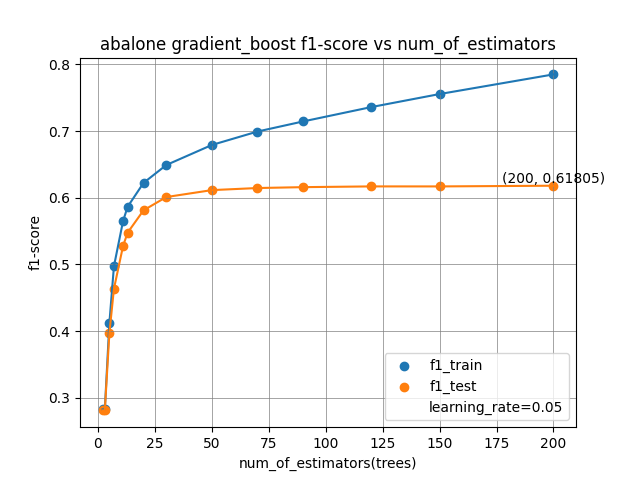 abalone gradient_boost f1-score vs num_of_estimators
0.8
0.7
0.6
0.5
0.4
0.3
f1-score
(200, 0.61805)
f1_train
f1_test
learning_rate=0.05
0 25 50 75 100 125 150 175 200
num_of_estimators(trees)